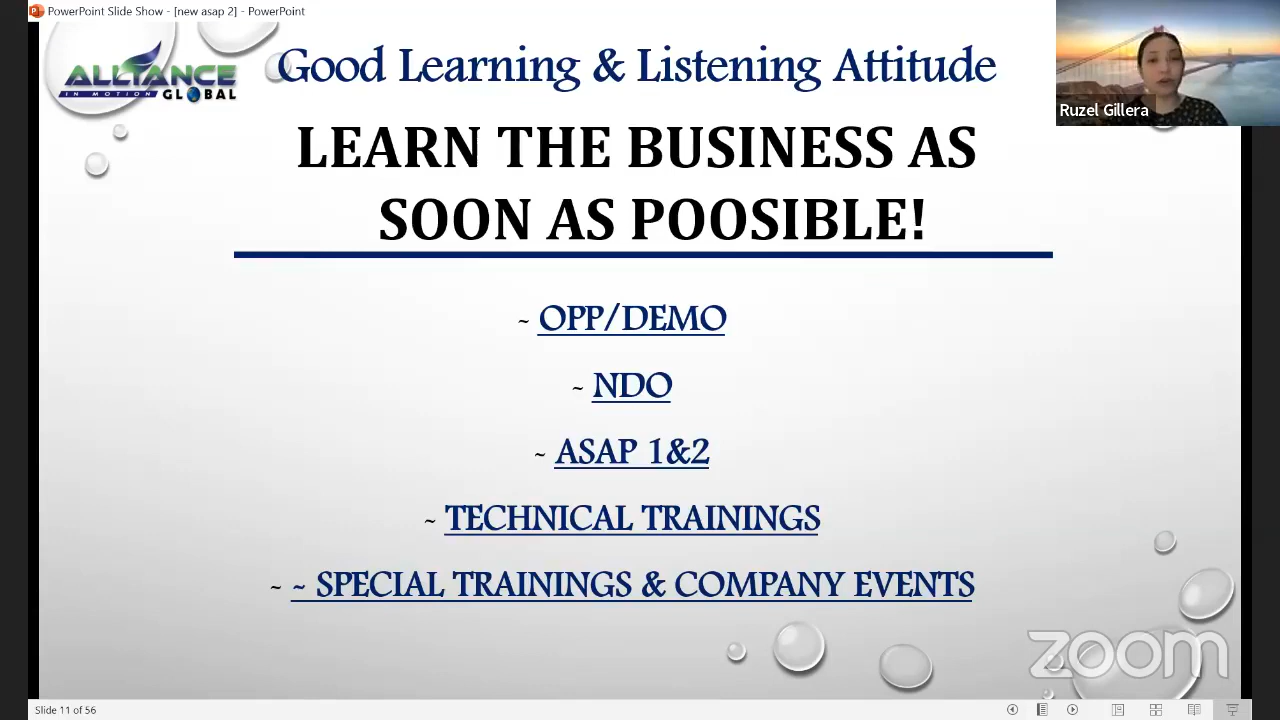 PowerPoint Slide Show - [new asap 2] - PowerPoint
ALLIANCE
IN MOTION GLOBAL
Good Learning & Listening Attitude
Ruzel Gillera
LEARN THE BUSINESS AS
SOON AS POOSIBLE!
~ OPP/DEMO
~ NDO
~ ASAP 1&2
~ TECHNICAL TRAININGS
~ ~ SPECIAL TRAININGS & COMPANY EVENTS
zoom
Slide 11 of 56